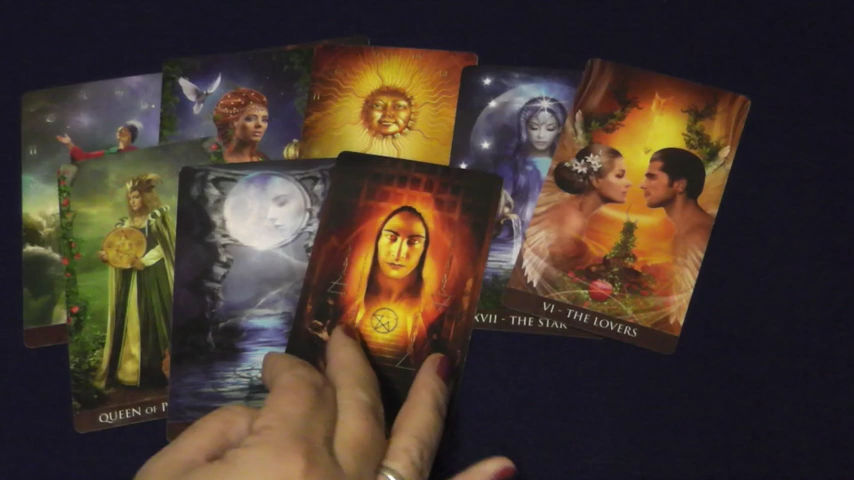 QUEEN OF
XVII - THE STAR
VI - THE LOVERS